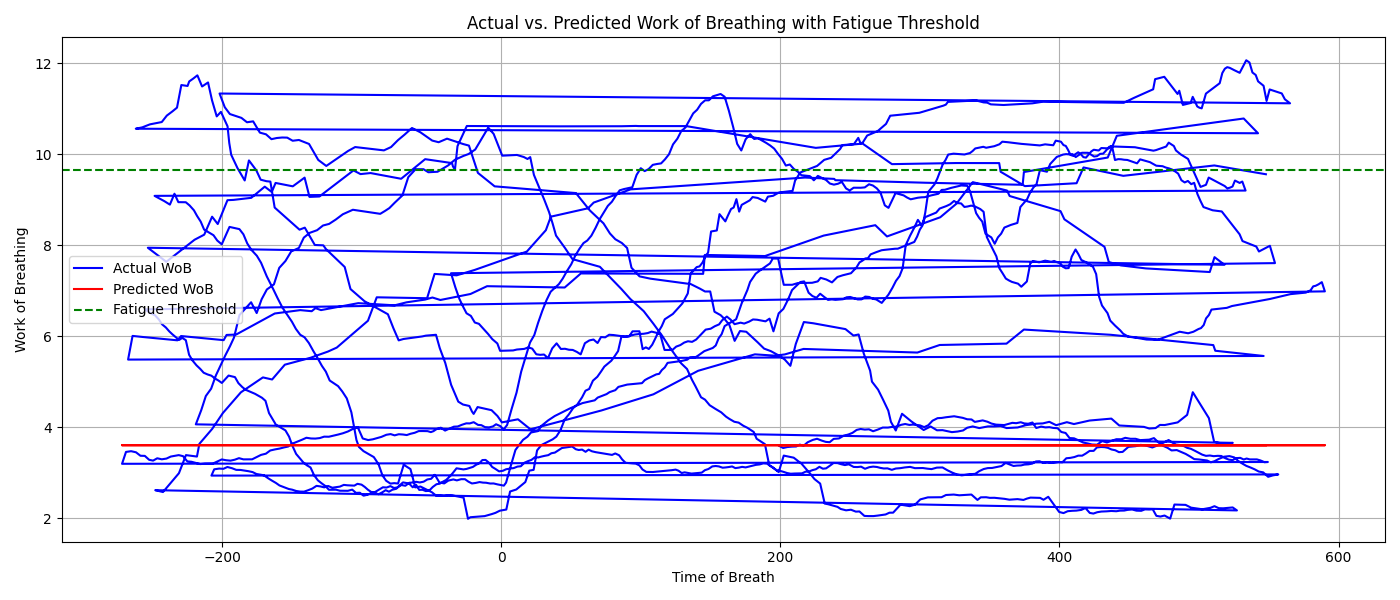 Actual vs. Predicted Work of Breathing with Fatigue Threshold
Work of Breathing
12
10
8
6
4
2
Actual WoB
Predicted WoB
Fatigue Threshold
−200
0
200
400
600
Time of Breath